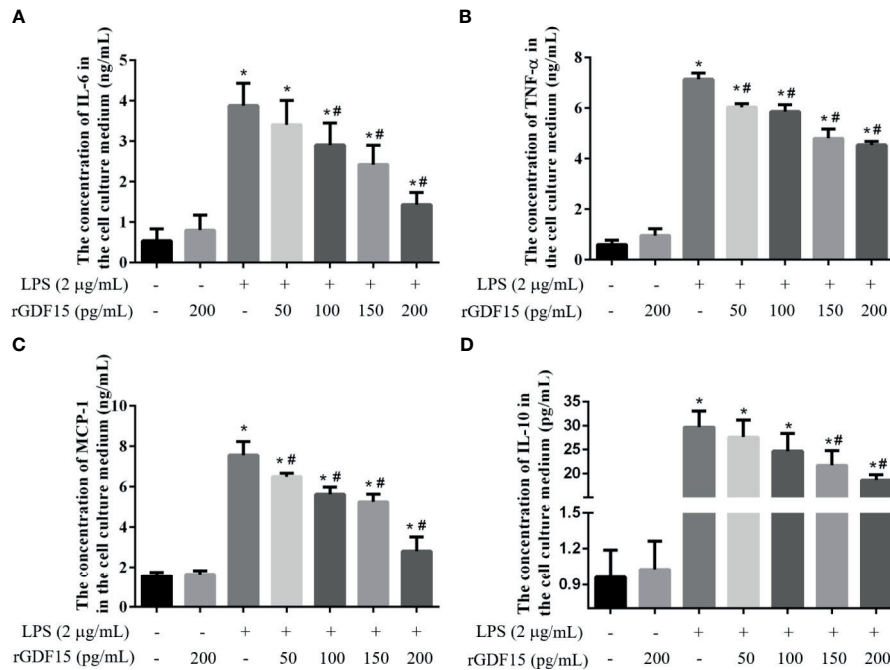 A
The concentration of IL-6 in
the cell culture medium (ng/mL)
5
4
3
2
1
0
*
*
*#
*#
*#
LPS (2 μg/mL) - - + + + + +
rGDF15 (pg/mL) - 200 - 50 100 150 200
B
The concentration of TNF-α in
the cell culture medium (ng/mL)
8
6
4
2
0
*
*#
*#
*#
*#
LPS (2 μg/mL) - - + + + + +
rGDF15 (pg/mL) - 200 - 50 100 150 200
C
The concentration of MCP-1
in the cell culture medium (ng/mL)
10
8
6
4
2
0
*
*#
*#
*#
*#
LPS (2 μg/mL) - - + + + + +
rGDF15 (pg/mL) - 200 - 50 100 150 200
D
The concentration of IL-10 in
the cell culture medium (pg/mL)
35
30
25
20
1.5
1.2
0.9
*
*
*
*#
*#
LPS (2 μg/mL) - - + + + + +
rGDF15 (pg/mL) - 200 - 50 100 150 200